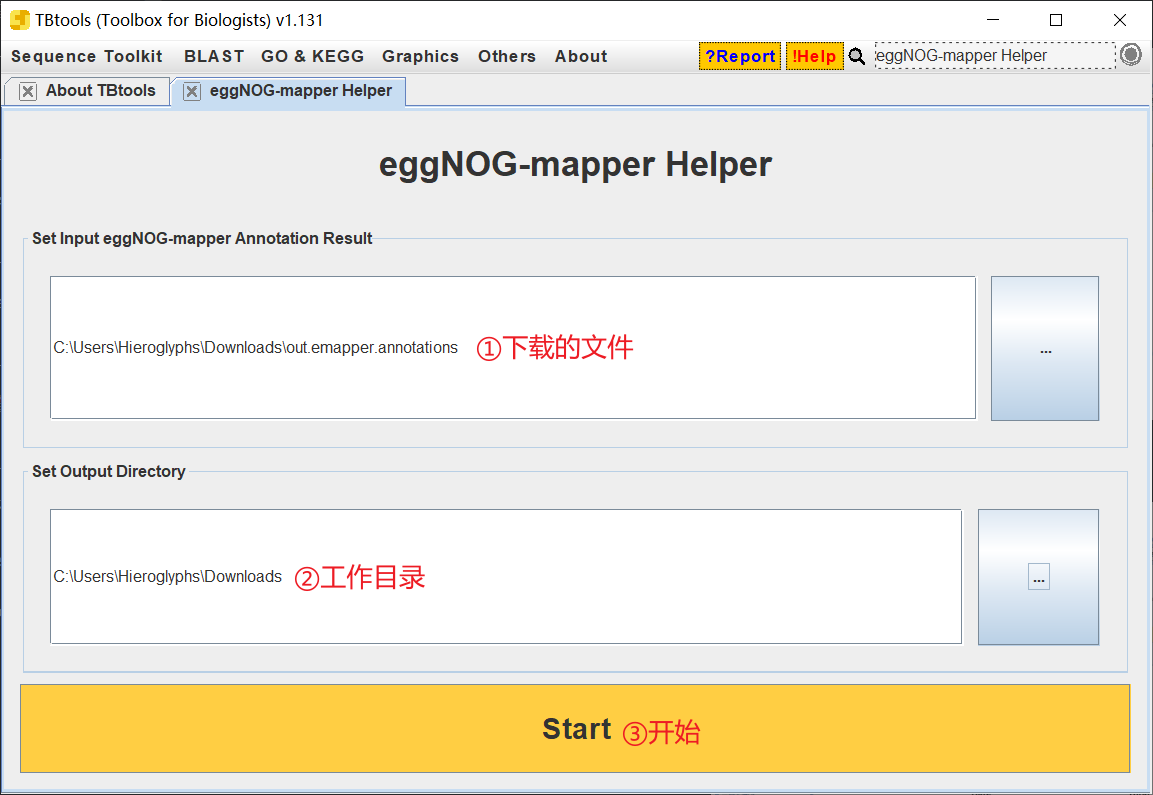 TBtools (Toolbox for Biologists) v1.131
Sequence Toolkit BLAST GO & KEGG Graphics Others About ?Report !Help eggNOG-mapper Helper
About TBtools eggNOG-mapper Helper
eggNOG-mapper Helper
Set Input eggNOG-mapper Annotation Result
C:\Users\Hieroglyphs\Downloads\out.emapper.annotations ①下载的文件 ...
Set Output Directory
C:\Users\Hieroglyphs\Downloads ②工作目录 ...
Start ③开始